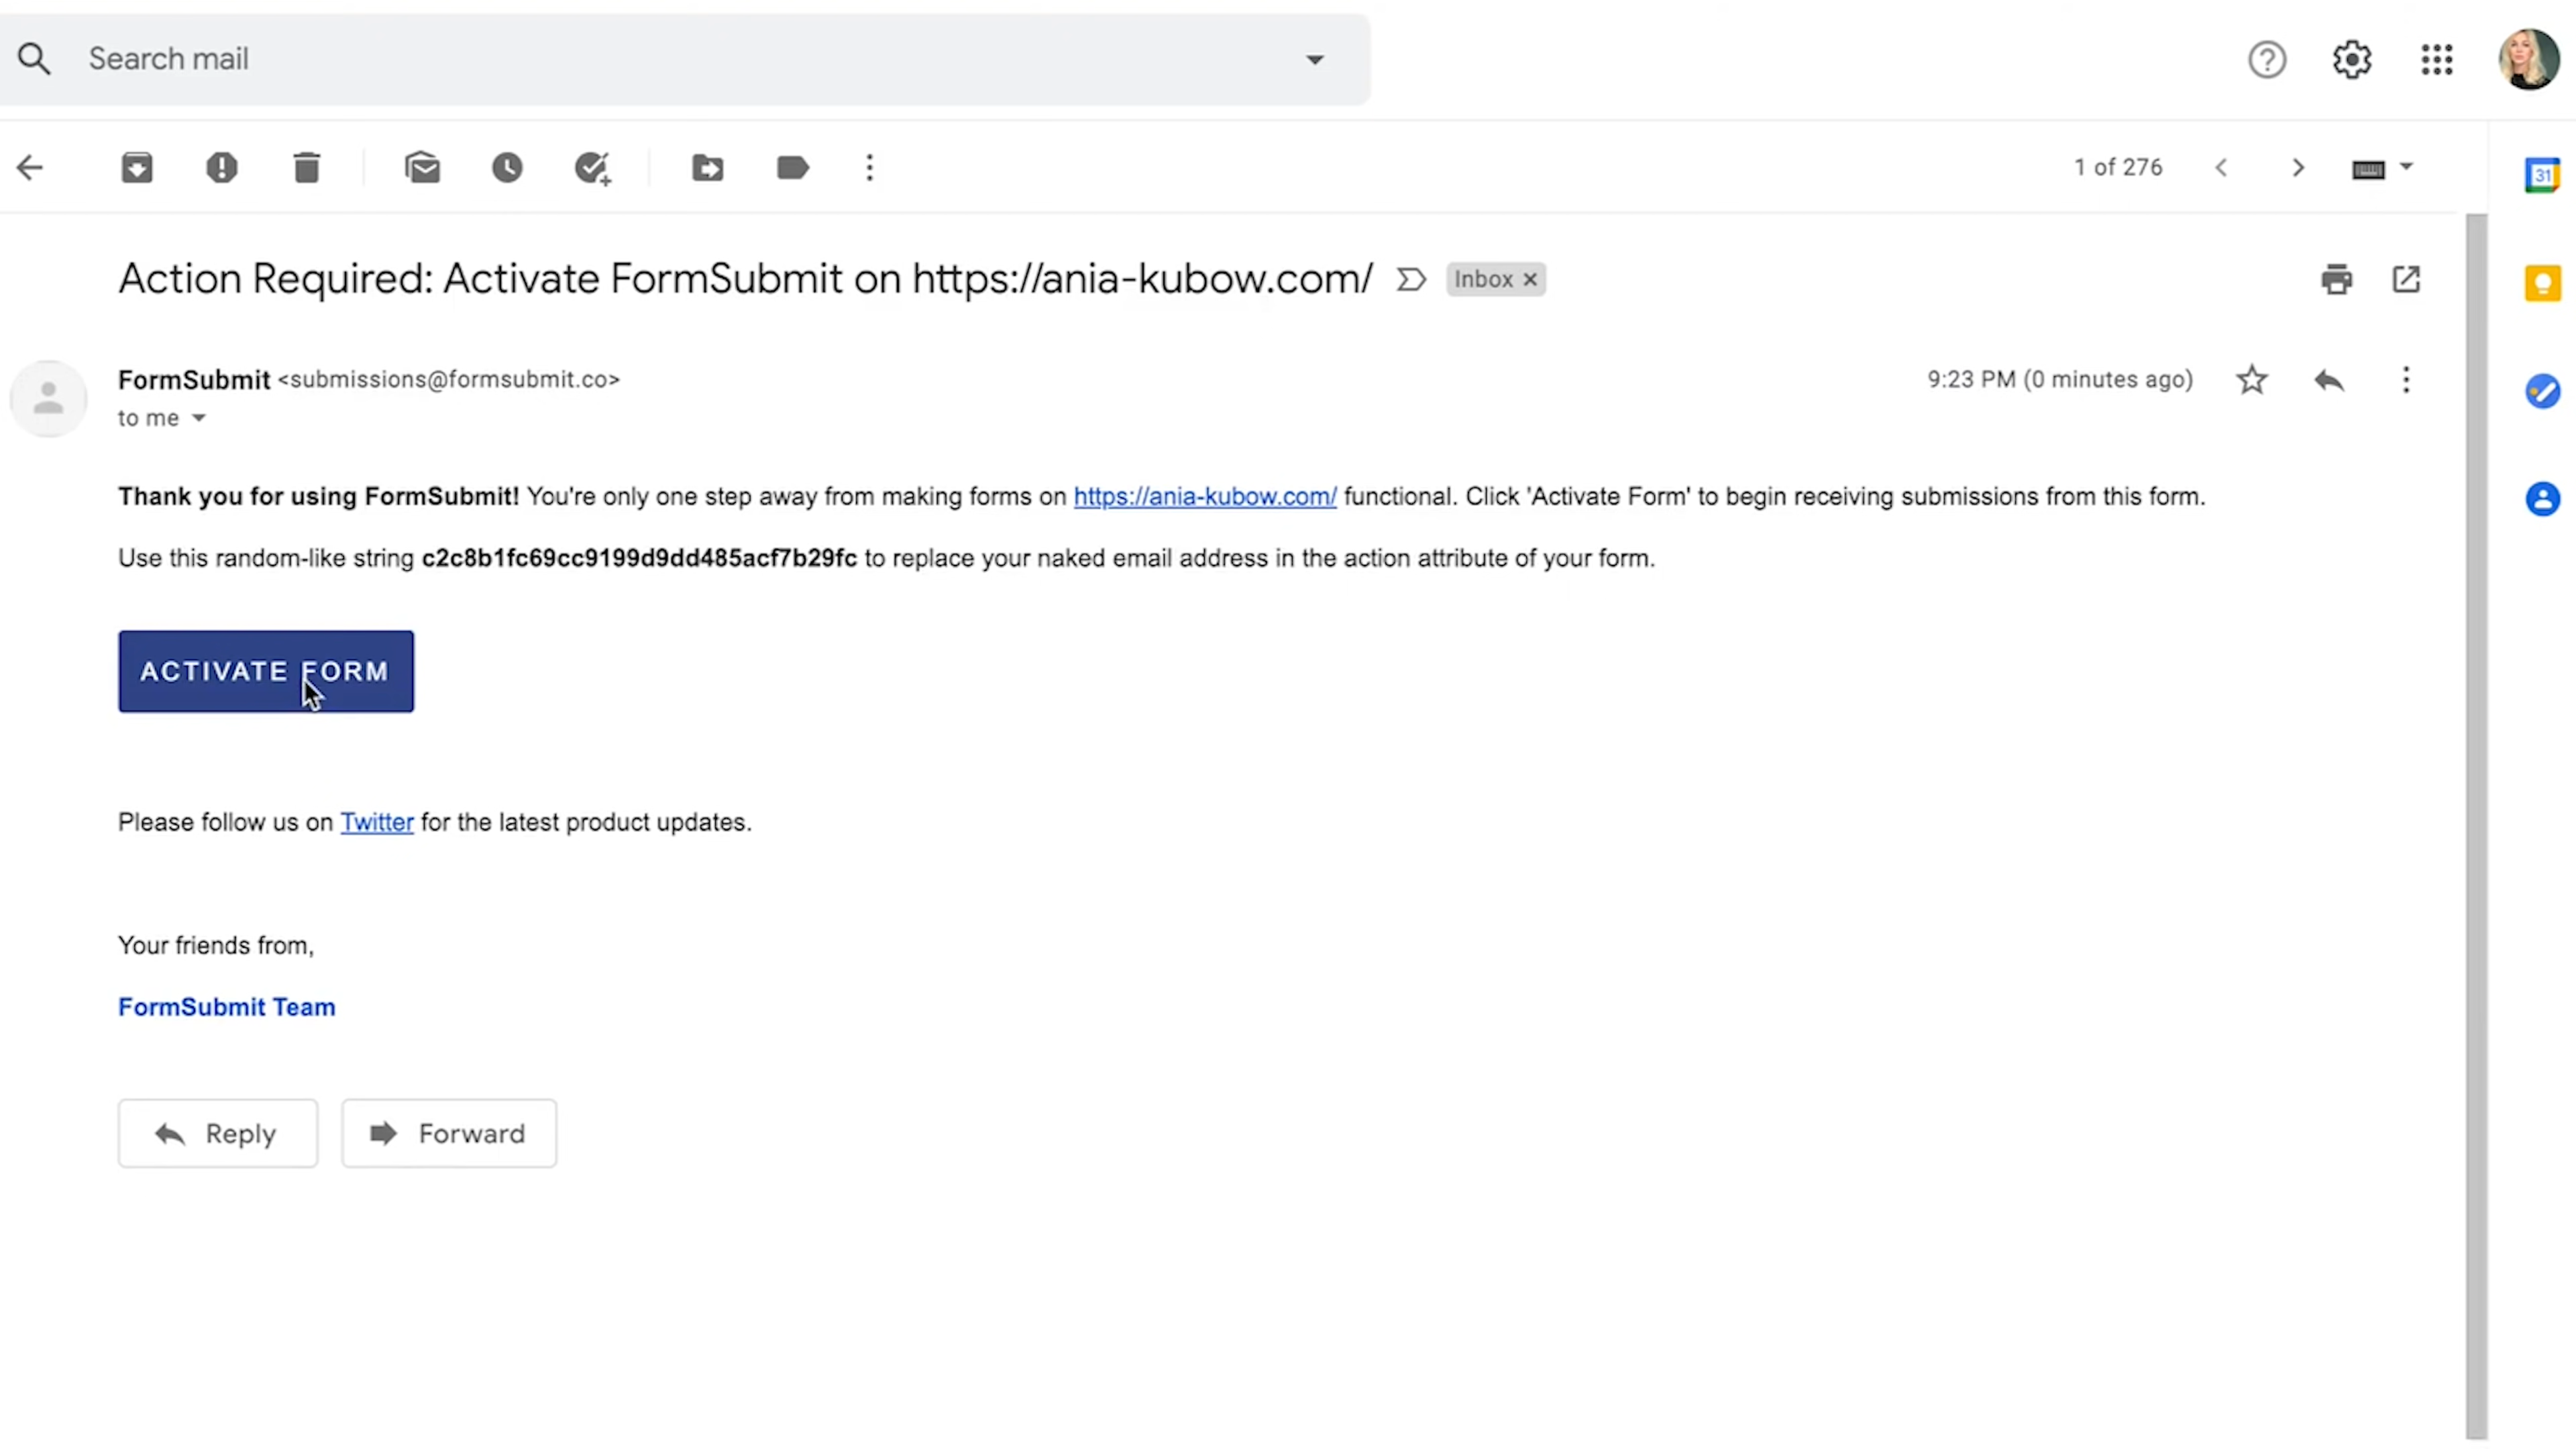 Search mail
1 of 276
31
Action Required: Activate FormSubmit on https://ania-kubow.com/ Inbox ×
FormSubmit <submissions@formsubmit.co>
9:23 PM (0 minutes ago)
to me
Thank you for using FormSubmit! You're only one step away from making forms on https://ania-kubow.com/ functional. Click 'Activate Form' to begin receiving submissions from this form.
Use this random-like string c2c8b1fc69cc9199d9dd485acf7b29fc to replace your naked email address in the action attribute of your form.
ACTIVATE FORM
Please follow us on Twitter for the latest product updates.
Your friends from,
FormSubmit Team
Reply
Forward